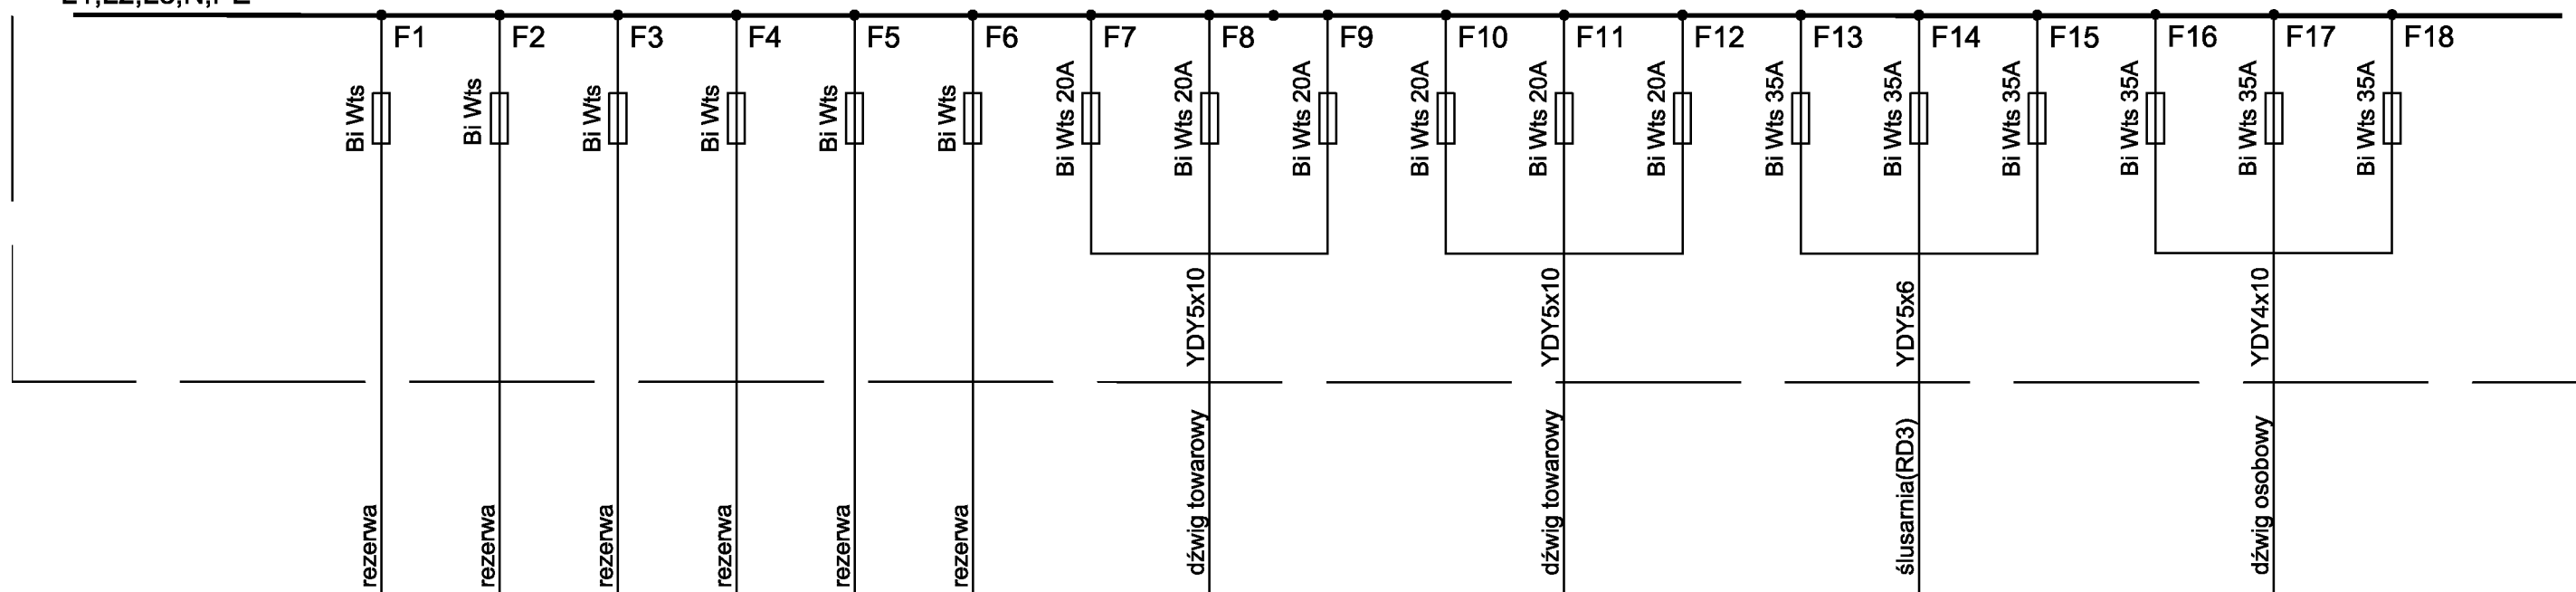 F1
F2
F3
F4
F5
F6
F7
F8
F9
F10
F11
F12
F13
F14
F15
F16
F17
F18
Bi Wts
Bi Wts
Bi Wts
Bi Wts
Bi Wts
Bi Wts
Bi Wts 20A
Bi Wts 20A
Bi Wts 20A
Bi Wts 20A
Bi Wts 20A
Bi Wts 20A
Bi Wts 35A
Bi Wts 35A
Bi Wts 35A
Bi Wts 35A
Bi Wts 35A
Bi Wts 35A
YDY5x10
YDY5x10
YDY5x6
YDY4x10
rezerwa
rezerwa
rezerwa
rezerwa
rezerwa
rezerwa
dźwig towarowy
dźwig towarowy
ślusarnia(RD3)
dźwig osobowy